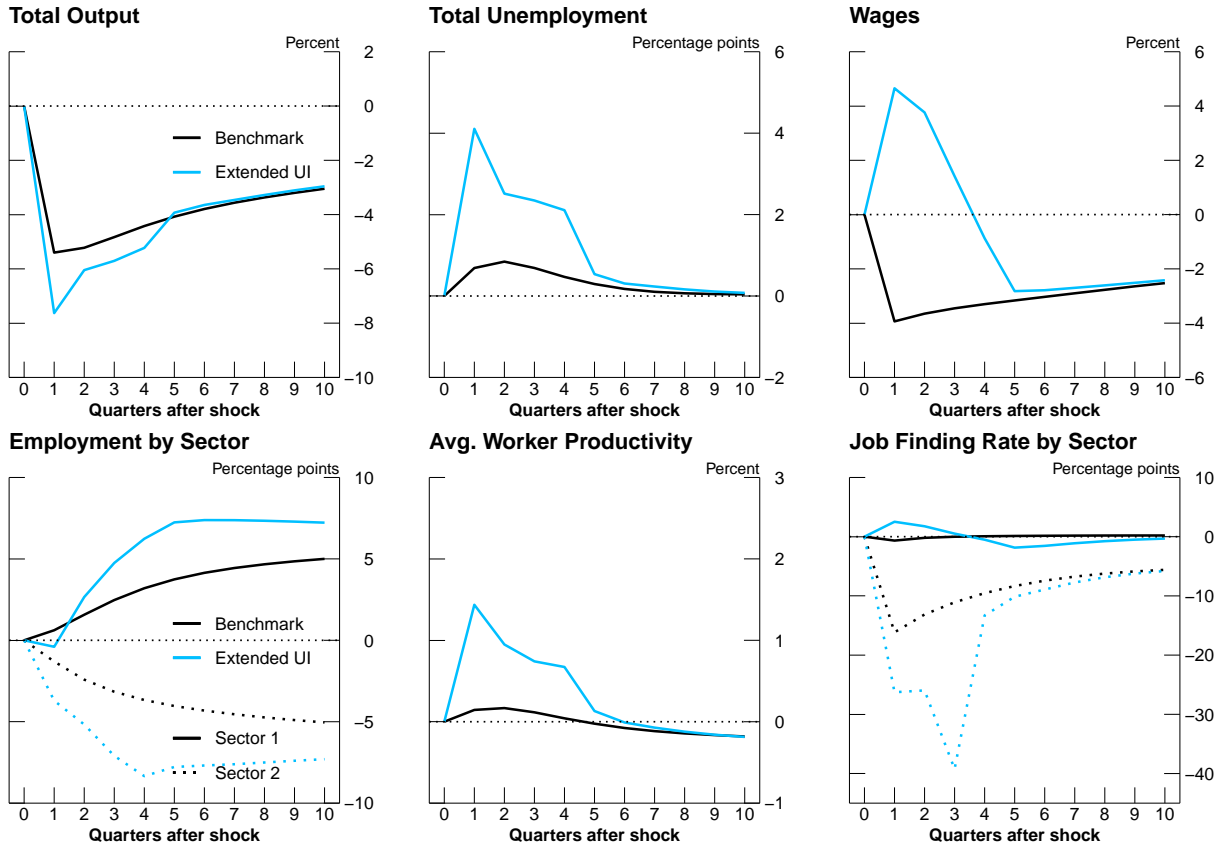 Total Output
Percent
2
0
−2
−4
−6
−8
−10
Benchmark
Extended UI
0 1 2 3 4 5 6 7 8 9 10
Quarters after shock
Total Unemployment
Percentage points
6
4
2
0
−2
0 1 2 3 4 5 6 7 8 9 10
Quarters after shock
Wages
Percent
6
4
2
0
−2
−4
−6
0 1 2 3 4 5 6 7 8 9 10
Quarters after shock
Employment by Sector
Percentage points
10
5
0
−5
−10
Benchmark
Extended UI
Sector 1
Sector 2
0 1 2 3 4 5 6 7 8 9 10
Quarters after shock
Avg. Worker Productivity
Percent
3
2
1
0
−1
0 1 2 3 4 5 6 7 8 9 10
Quarters after shock
Job Finding Rate by Sector
Percentage points
10
0
−10
−20
−30
−40
0 1 2 3 4 5 6 7 8 9 10
Quarters after shock